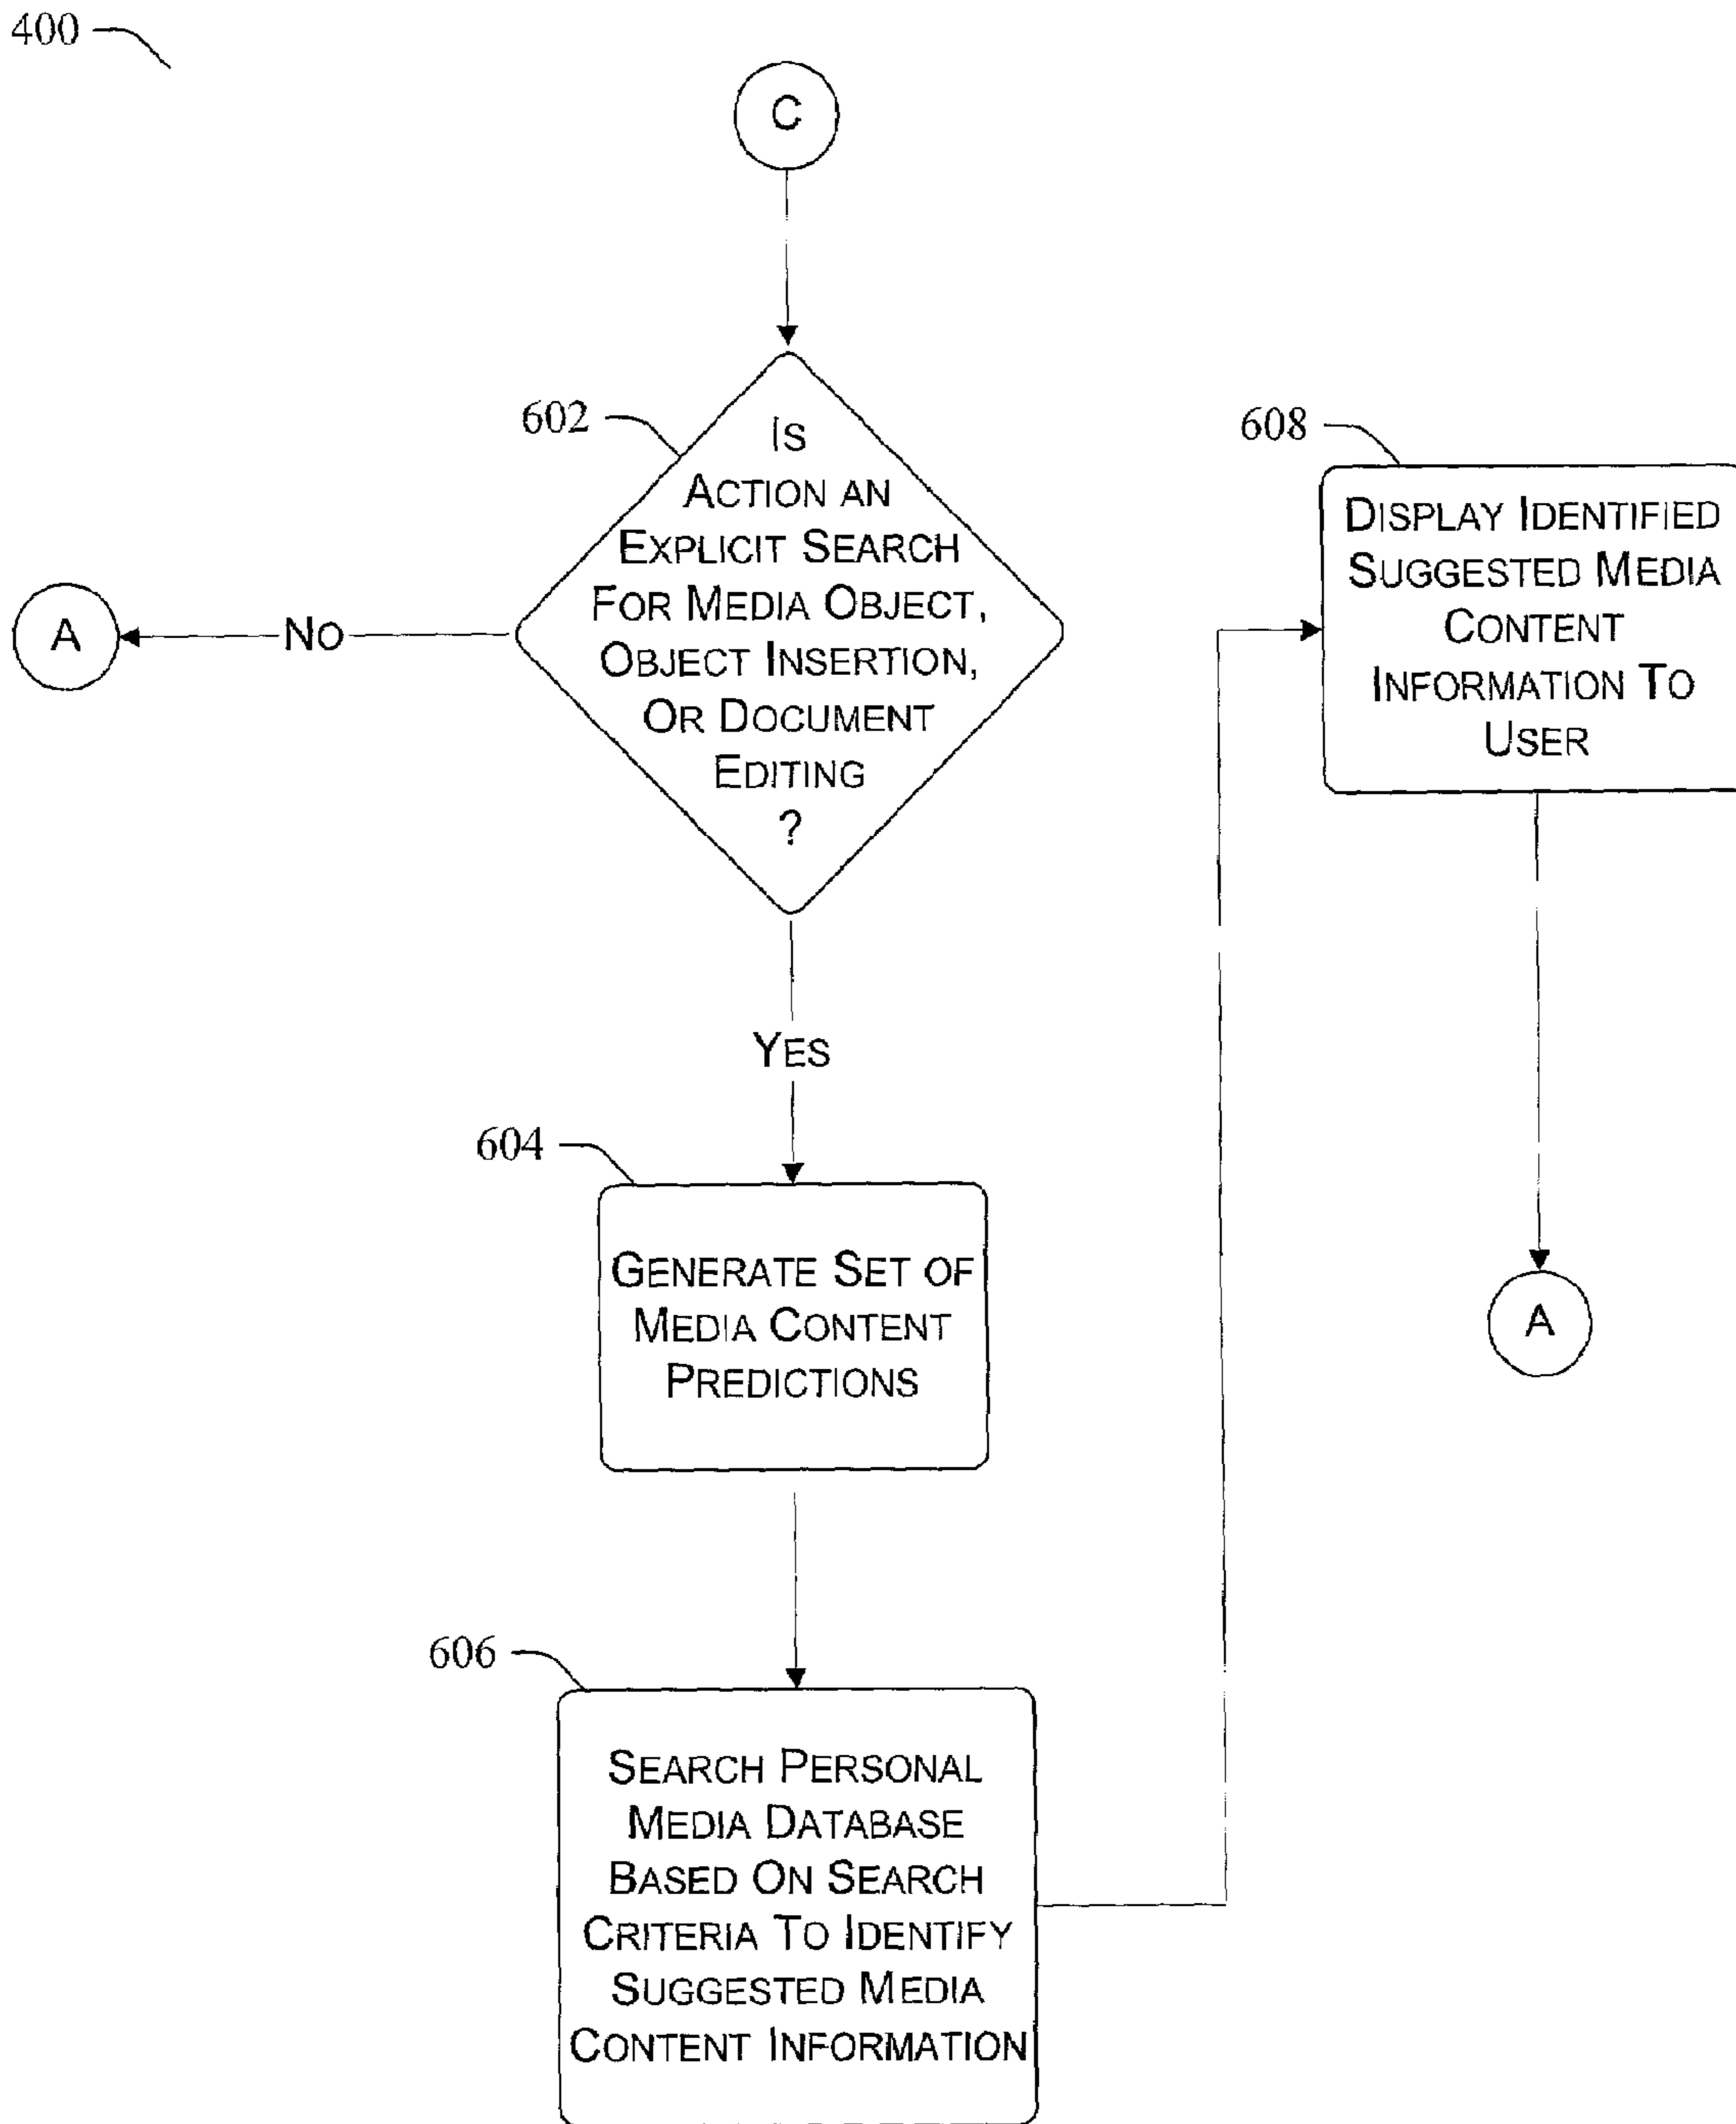 400
C
602
IS
ACTION AN
EXPLICIT SEARCH
FOR MEDIA OBJECT,
OBJECT INSERTION,
OR DOCUMENT
EDITING
?
A
NO
YES
604
GENERATE SET OF
MEDIA CONTENT
PREDICTIONS
606
SEARCH PERSONAL
MEDIA DATABASE
BASED ON SEARCH
CRITERIA TO IDENTIFY
SUGGESTED MEDIA
CONTENT INFORMATION
608
DISPLAY IDENTIFIED
SUGGESTED MEDIA
CONTENT
INFORMATION TO
USER
A